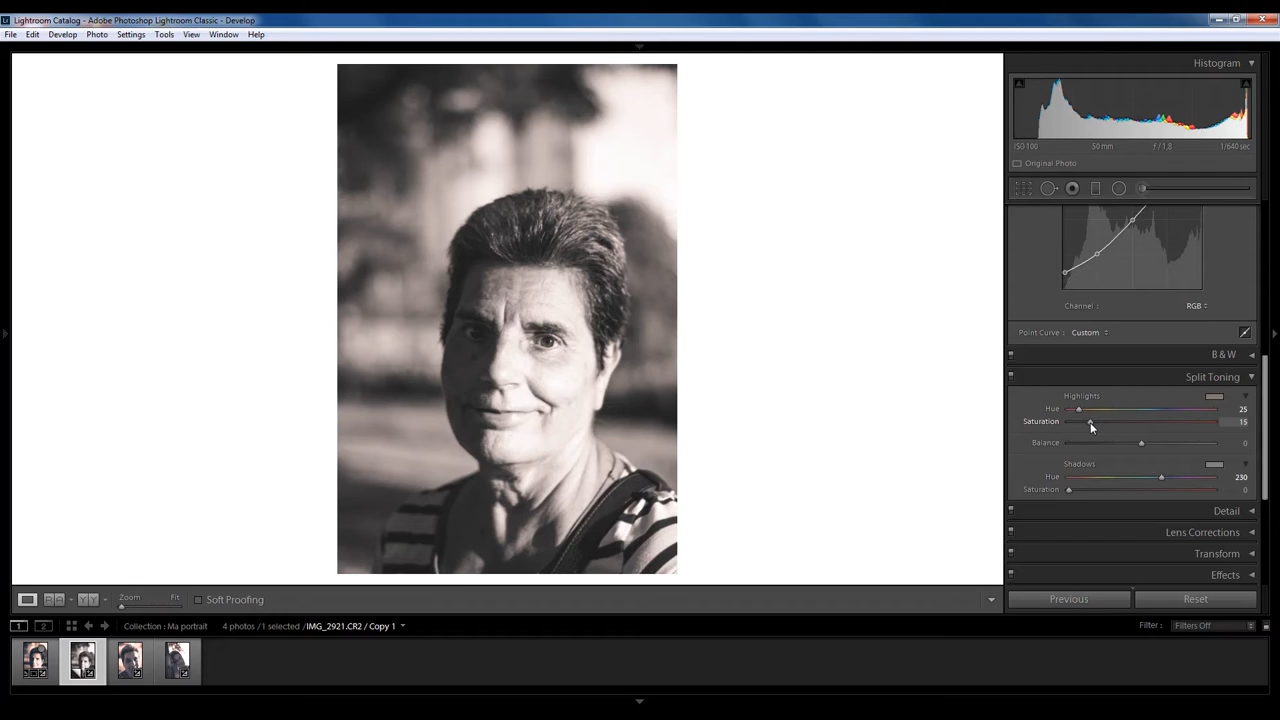 Lightroom Catalog - Adobe Photoshop Lightroom Classic - Develop
File Edit Develop Photo Settings Tools View Window Help
Histogram
ISO 100 50 mm ƒ / 1,8 1/640 sec
Original Photo
Channel : RGB
Point Curve : Custom
B & W
Split Toning
Highlights
Hue 25
Saturation 15
Balance 0
Shadows
Hue 230
Saturation 0
Detail
Lens Corrections
Transform
Effects
Zoom Fit
Soft Proofing
Previous Reset
1 2 Collection : Ma portrait 4 photos / 1 selected / IMG_2921.CR2 / Copy 1 Filter : Filters Off